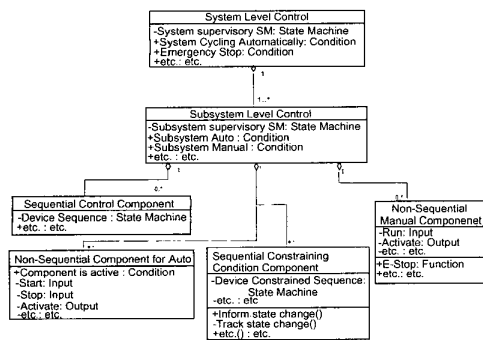 System Level Control
-System supervisory SM: State Machine
+System Cycling Automatically: Condition
+Emergency Stop: Condition
+etc.: etc.
1
1..*
Subsystem Level Control
-Subsystem supervisory SM: State Machine
+Subsystem Auto : Condition
+Subsystem Manual : Condition
+etc. : etc.
1
1
0..*
0..*
Sequential Control Component
-Device Sequence : State Machine
+etc. : etc.
Non-Sequential
Manual Componenet
-Run: Input
-Activate: Output
-etc. : etc.
+E-Stop: Function
+etc.: etc.
Non-Sequential Component for Auto
+Component is active : Condition
-Start: Input
-Stop: Input
-Activate: Output
-etc.: etc.
Sequential Constraining
Condition Component
-Device Constrained Sequence:
State Machine
-etc. : etc
+Inform state change()
-Track state change()
+etc.() : etc.